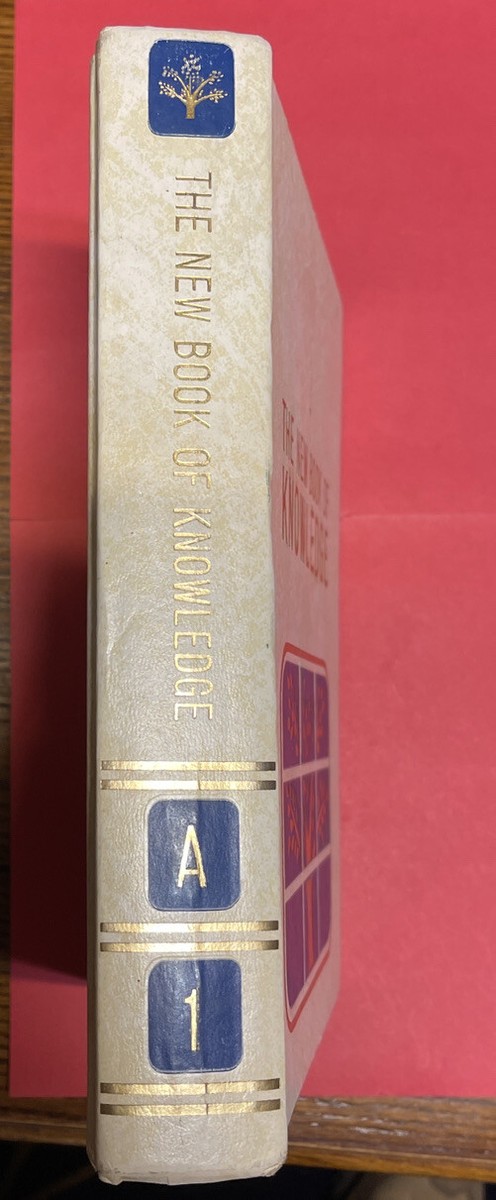 THE NEW BOOK OF KNOWLEDGE
A
1
THE NEW BOOK OF
KNOWLEDGE